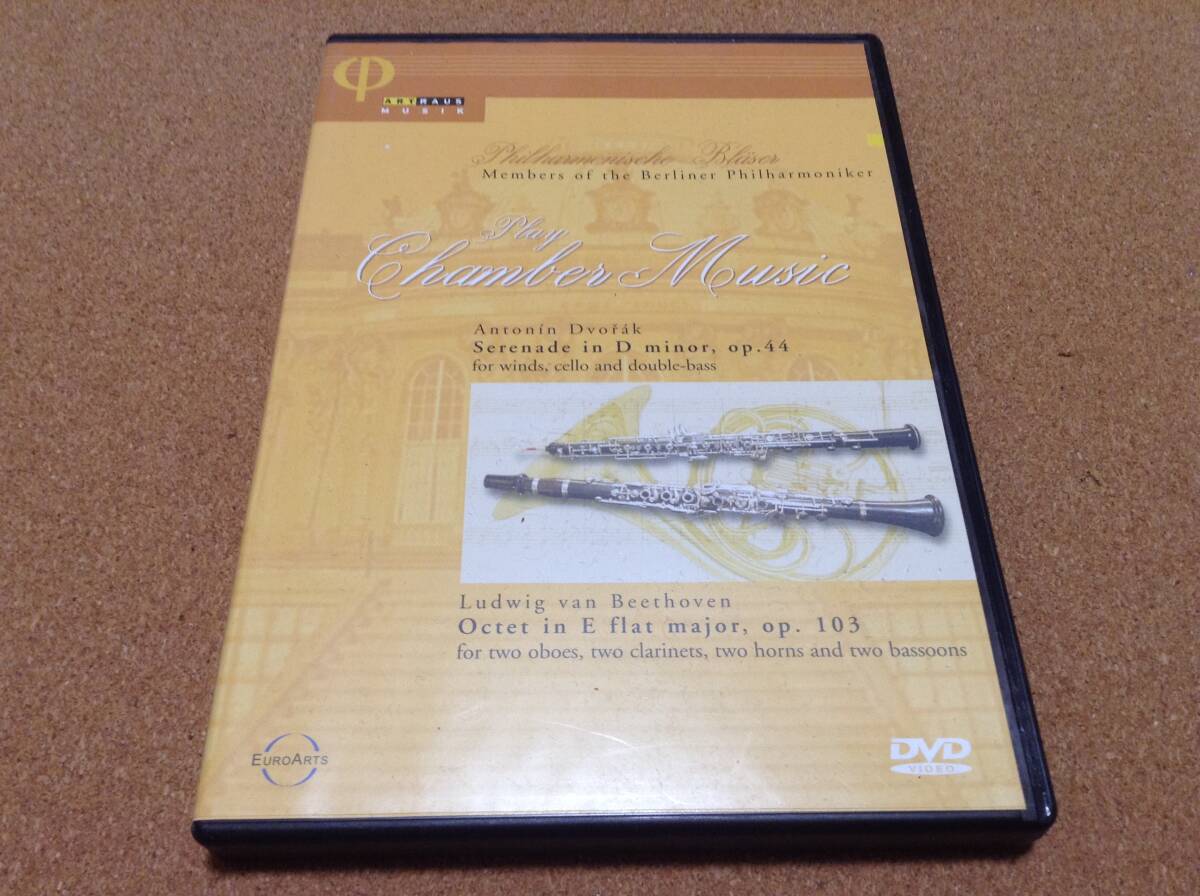 φ
ARTHAUS
MUSIK
Philharmonische Bläser
Members of the Berliner Philharmoniker
Play
Chamber Music
Antonín Dvořák
Serenade in D minor, op.44
for winds, cello and double-bass
Ludwig van Beethoven
Octet in E flat major, op. 103
for two oboes, two clarinets, two horns and two bassoons
EUROARTS
DVD
VIDEO